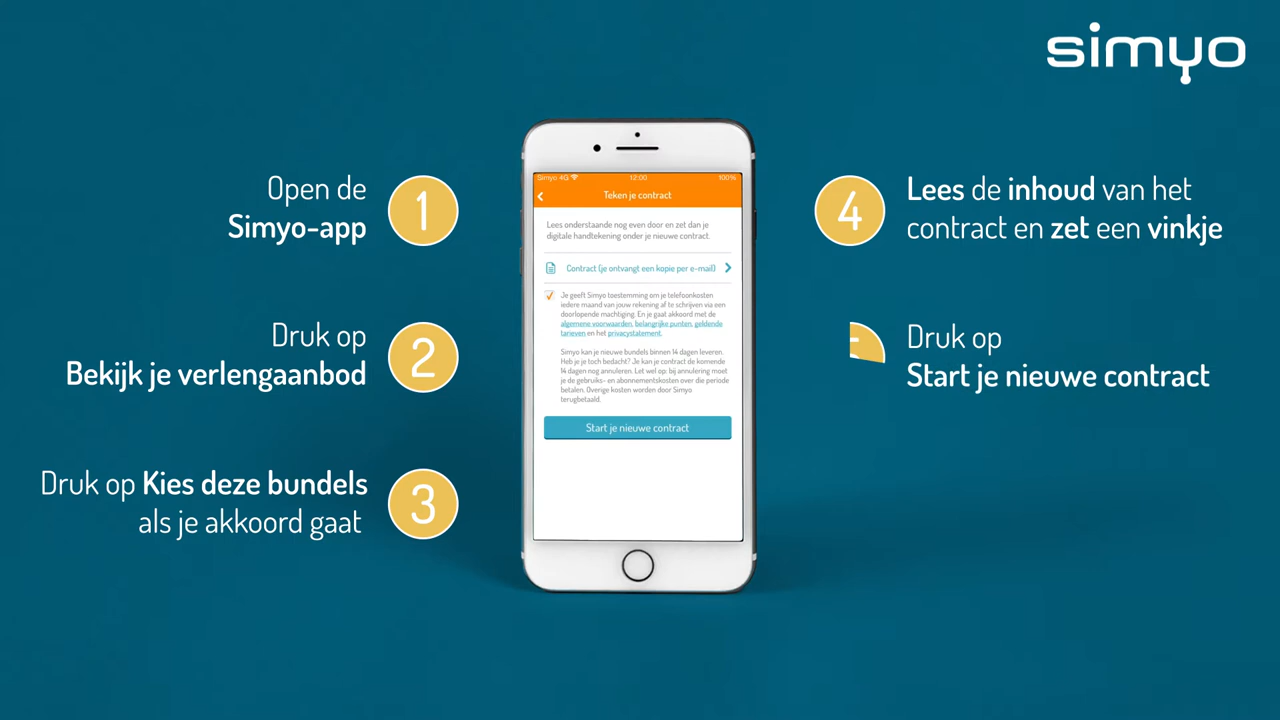 simyo
Open de
Simyo-app
1
Druk op
Bekijk je verlengaanbod
2
Druk op Kies deze bundels
als je akkoord gaat
3
Simyo 4G
12:00
100%
Teken je contract
Lees onderstaande nog even door en zet dan je
digitale handtekening onder je nieuwe contract.
Contract (je ontvangt een kopie per e-mail)
Je geeft Simyo toestemming om je telefoonkosten
iedere maand van jouw rekening af te schrijven via een
doorlopende machtiging. En je gaat akkoord met de
algemene voorwaarden, belangrijke punten, geldende
tarieven en het privacystatement.
Simyo kan je nieuwe bundels binnen 14 dagen leveren.
Heb je je toch bedacht? Je kan je contract de komende
14 dagen nog annuleren. Let wel op: bij annulering moet
je de gebruiks- en abonnementskosten over die periode
betalen. Overige kosten worden door Simyo
terugbetaald.
Start je nieuwe contract
4
Lees de inhoud van het
contract en zet een vinkje
Druk op
Start je nieuwe contract